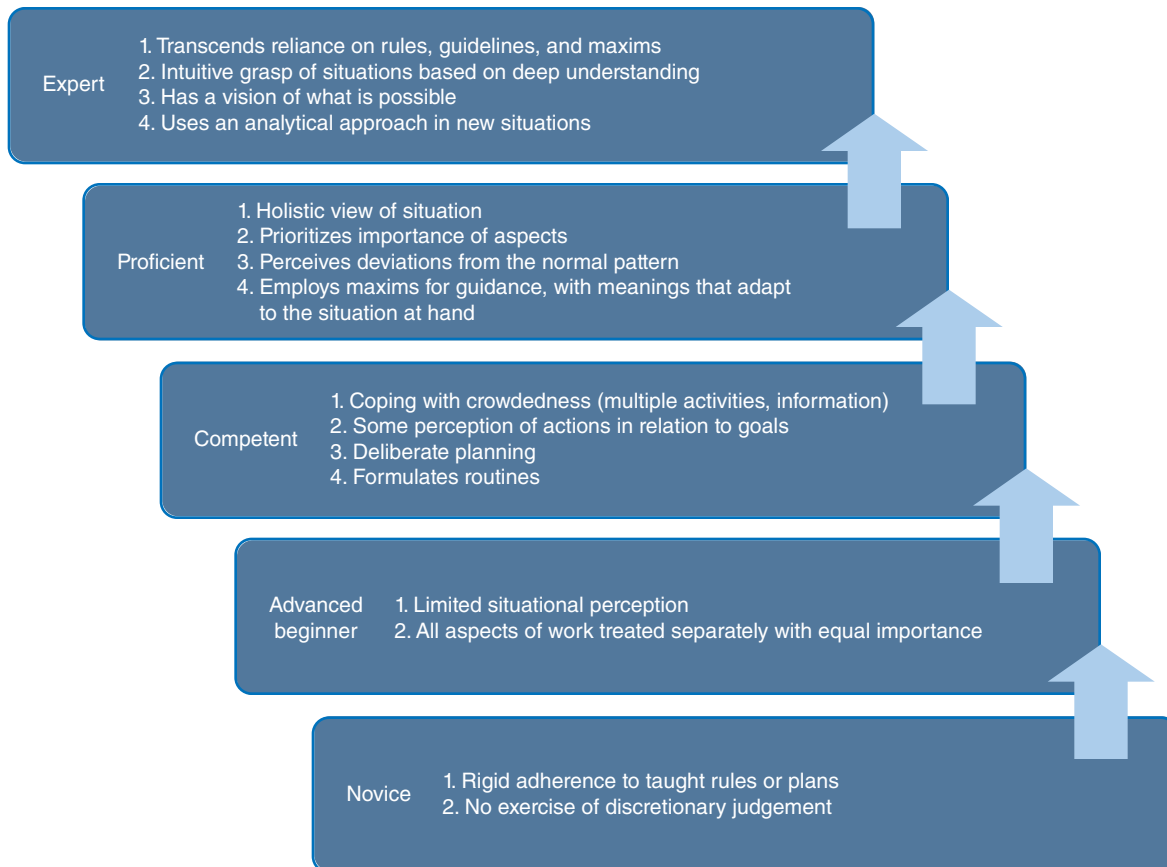 Expert
1. Transcends reliance on rules, guidelines, and maxims
2. Intuitive grasp of situations based on deep understanding
3. Has a vision of what is possible
4. Uses an analytical approach in new situations
Proficient
1. Holistic view of situation
2. Prioritizes importance of aspects
3. Perceives deviations from the normal pattern
4. Employs maxims for guidance, with meanings that adapt
to the situation at hand
Competent
1. Coping with crowdedness (multiple activities, information)
2. Some perception of actions in relation to goals
3. Deliberate planning
4. Formulates routines
Advanced
beginner
1. Limited situational perception
2. All aspects of work treated separately with equal importance
Novice
1. Rigid adherence to taught rules or plans
2. No exercise of discretionary judgement